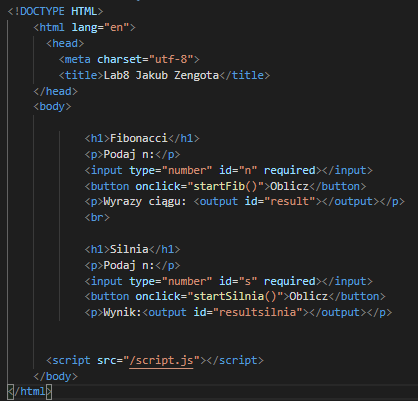 <!DOCTYPE HTML>
<html lang="en">
<head>
<meta charset="utf-8">
<title>Lab8 Jakub Zengota</title>
</head>
<body>
<h1>Fibonacci</h1>
<p>Podaj n:</p>
<input type="number" id="n" required></input>
<button onclick="startFib()">Oblicz</button>
<p>Wyrazy ciągu: <output id="result"></output></p>
<br>
<h1>Silnia</h1>
<p>Podaj n:</p>
<input type="number" id="s" required></input>
<button onclick="startSilnia()">Oblicz</button>
<p>Wynik:<output id="resultsilnia"></output></p>
<script src="/script.js"></script>
</body>
</html>